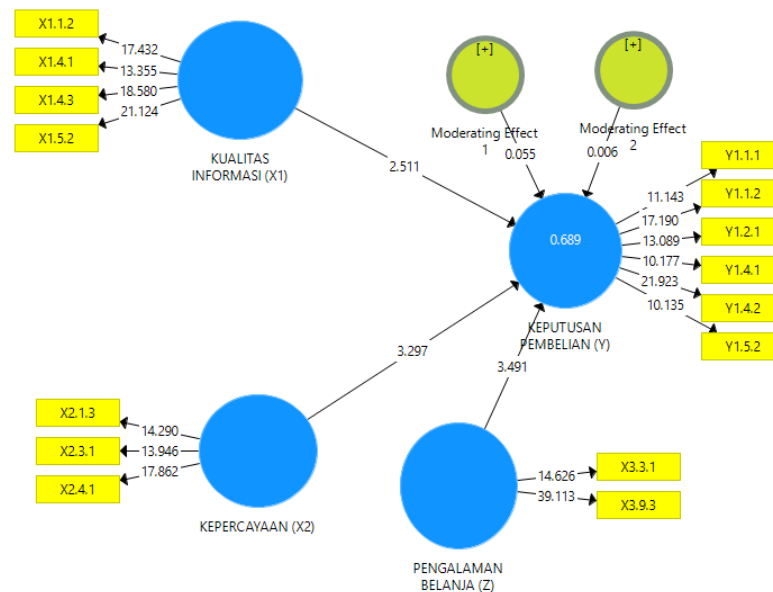 X1.1.2
17.432
X1.4.1
13.355
X1.4.3
18.580
X1.5.2
21.124
KUALITAS
INFORMASI (X1)
2.511
[+]
Moderating Effect
1
0.055
[+]
Moderating Effect
2
0.006
0.689
KEPUTUSAN
PEMBELIAN (Y)
11.143
Y1.1.1
17.190
Y1.1.2
13.089
Y1.2.1
10.177
Y1.4.1
21.923
Y1.4.2
10.135
Y1.5.2
3.297
3.491
X2.1.3
14.290
X2.3.1
13.946
X2.4.1
17.862
KEPERCAYAAN (X2)
14.626
X3.3.1
39.113
X3.9.3
PENGALAMAN
BELANJA (Z)